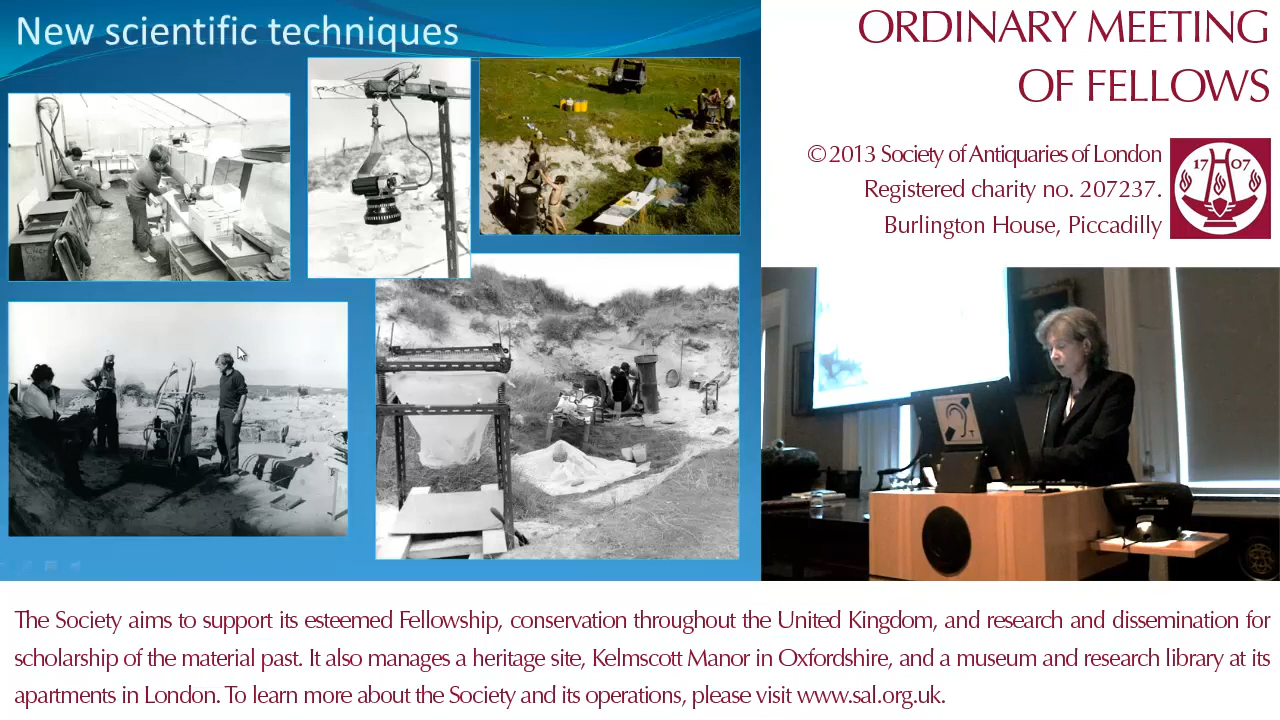 New scientific techniques
ORDINARY MEETING
OF FELLOWS
© 2013 Society of Antiquaries of London
Registered charity no. 207237.
Burlington House, Piccadilly
17 07
The Society aims to support its esteemed Fellowship, conservation throughout the United Kingdom, and research and dissemination for
scholarship of the material past. It also manages a heritage site, Kelmscott Manor in Oxfordshire, and a museum and research library at its
apartments in London. To learn more about the Society and its operations, please visit www.sal.org.uk.